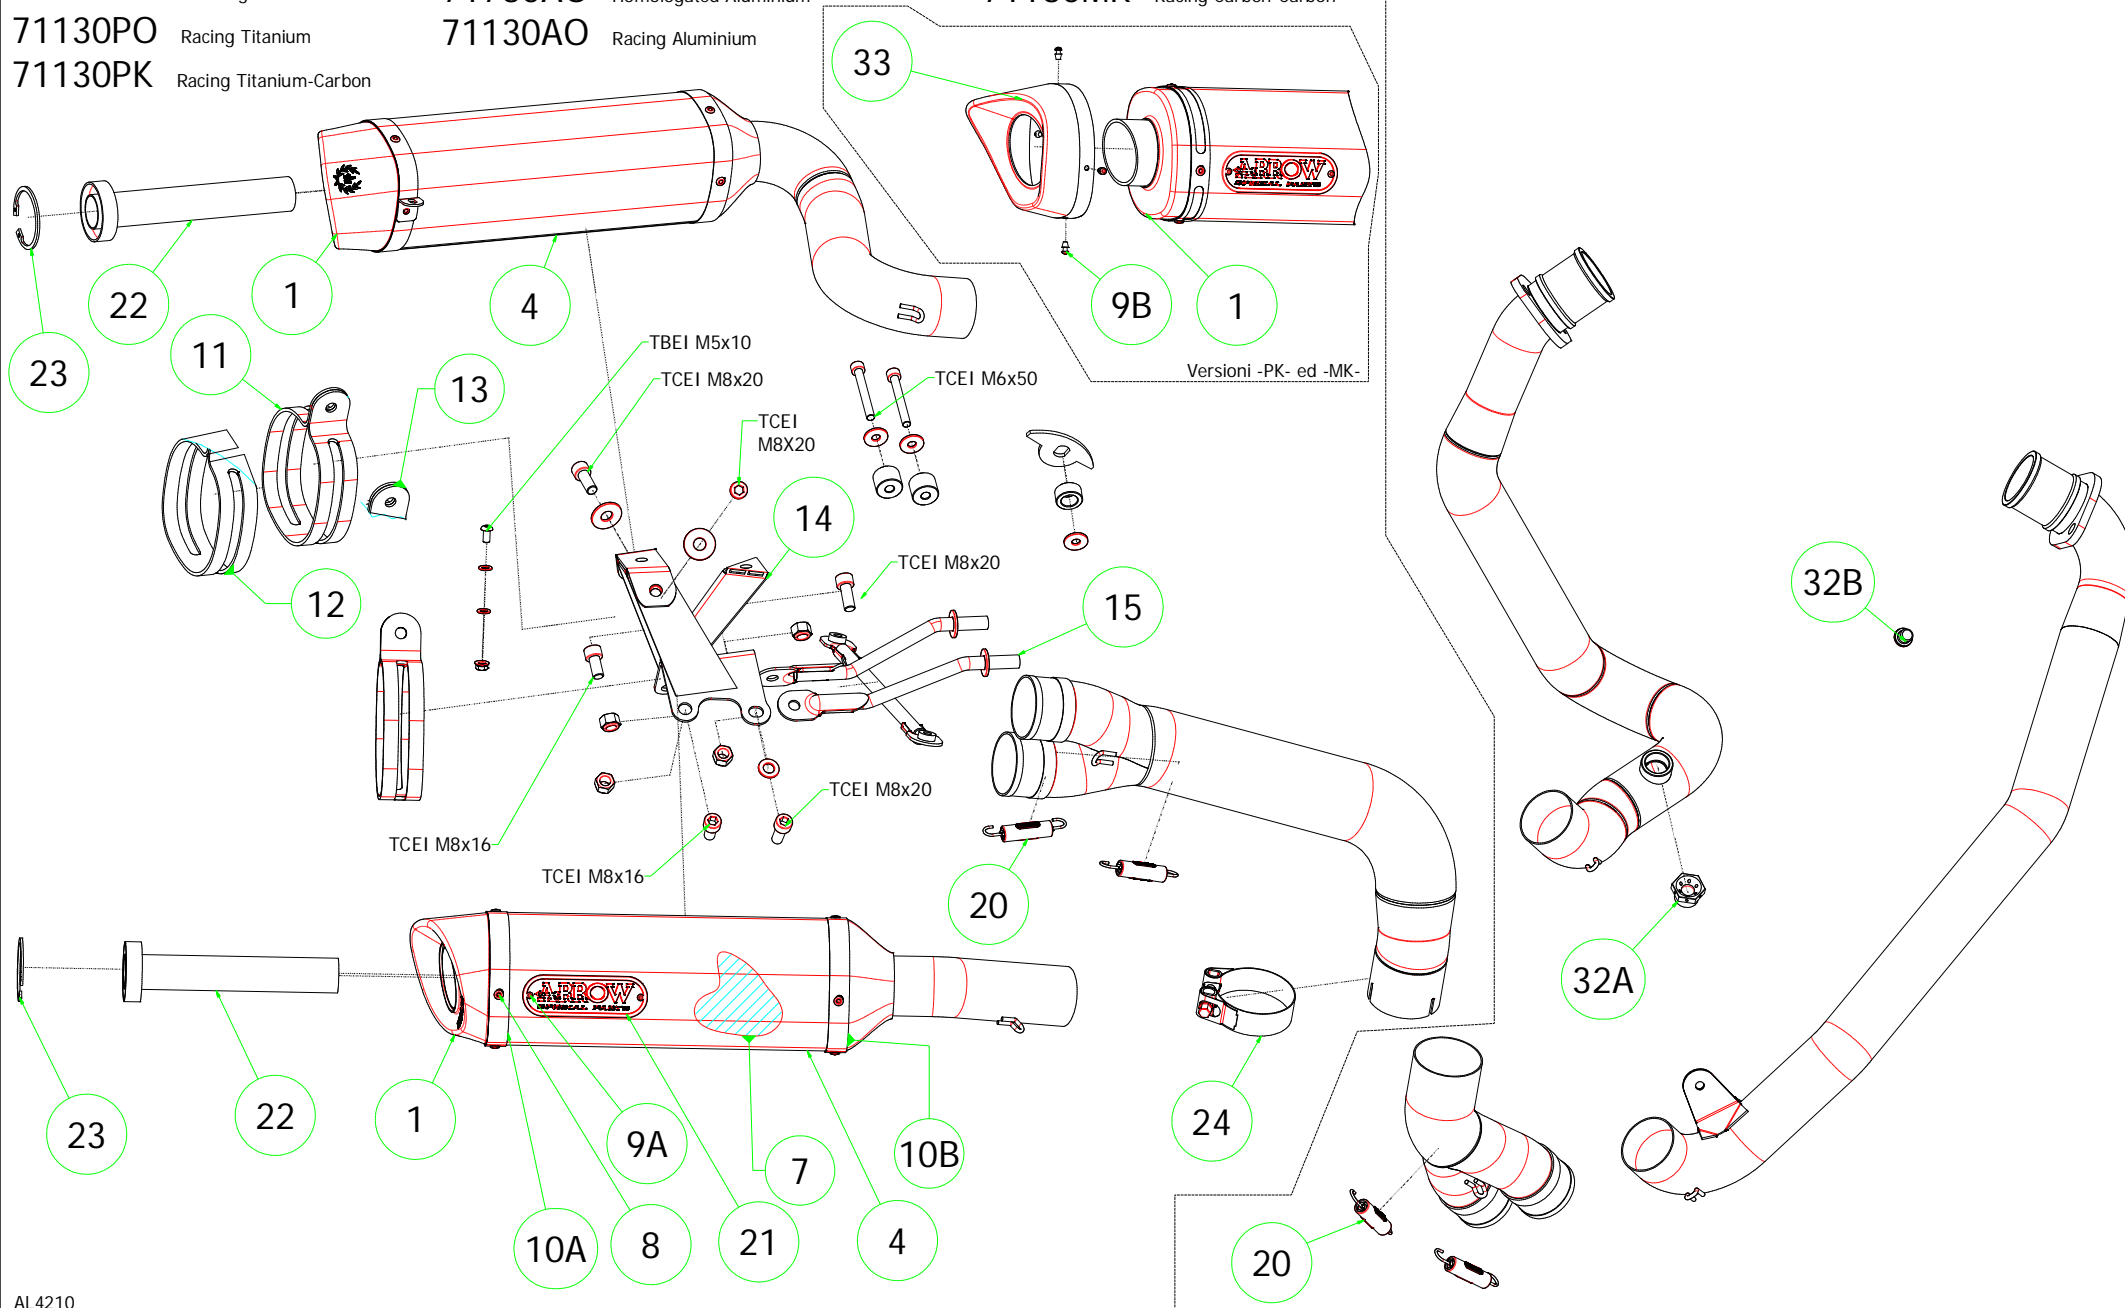 71130PO Racing Titanium
71130AO Racing Aluminium
71130PK Racing Titanium-Carbon
33
ARROW
9B
1
Versioni -PK- ed -MK-
23
22
1
4
11
13
12
TBEI M5x10
TCEI M8x20
TCEI
M8X20
TCEI M6x50
14
TCEI M8x20
15
TCEI M8x16
TCEI M8x16
TCEI M8x20
20
32B
32A
24
ARROW
23
22
1
9A
7
10B
10A
8
21
4
20
AL4210